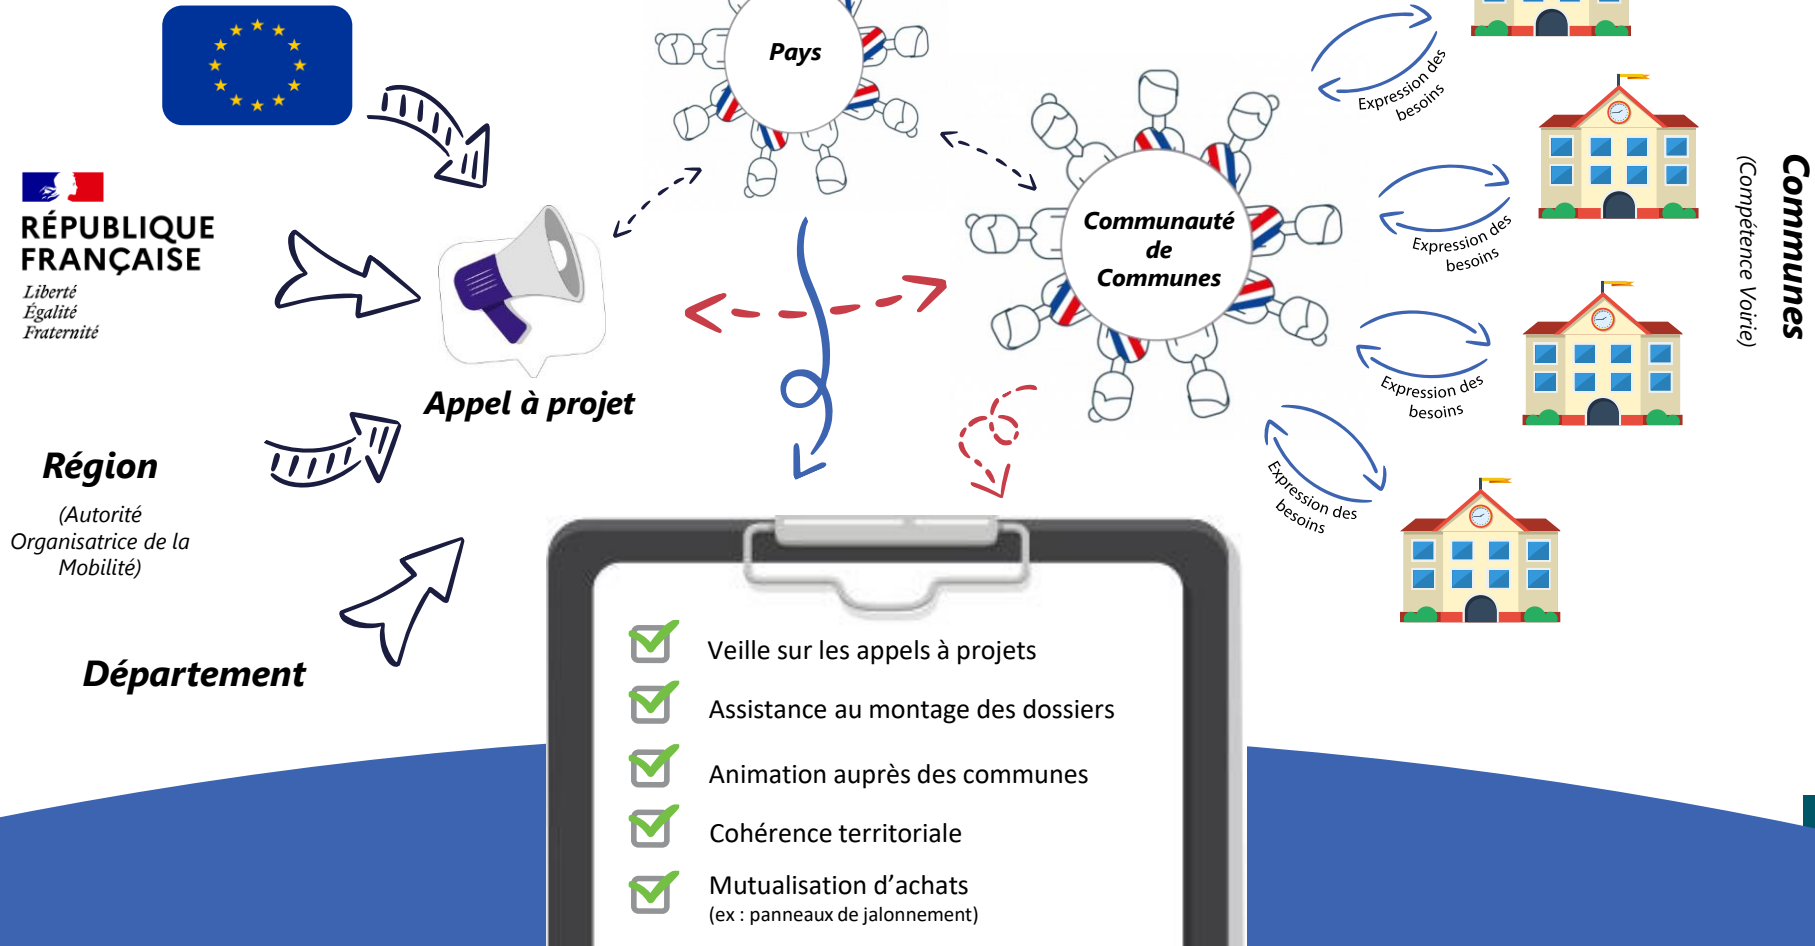 Pays
Expression des
besoins
RÉPUBLIQUE
FRANÇAISE
Liberté
Égalité
Fraternité
Communauté
de
Communes
Expression des
besoins
Communes
(Compétence Voirie)
Appel à projet
Expression des
besoins
Région
(Autorité
Organisatrice de la
Mobilité)
Expression des
besoins
Département
Veille sur les appels à projets
Assistance au montage des dossiers
Animation auprès des communes
Cohérence territoriale
Mutualisation d’achats
(ex : panneaux de jalonnement)